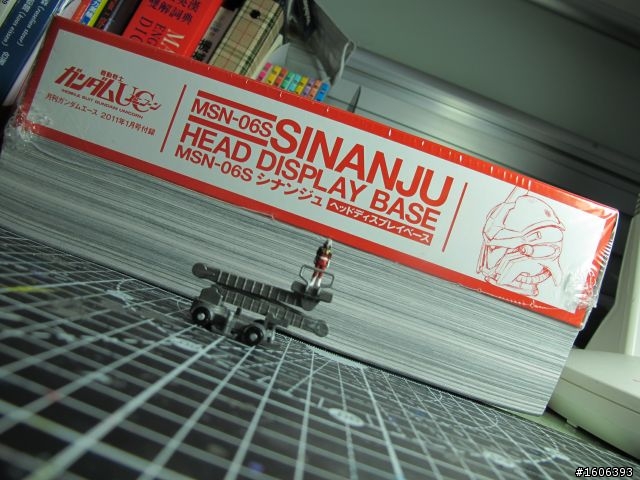 機動戦士
ガンダムUC
MOBILE SUIT GUNDAM UNICORN
月刊ガンダムエース 2011年1月号付録
MSN-06S SINANJU
HEAD DISPLAY BASE
MSN-06S シナンジュ ヘッドディスプレイベース
#1606393